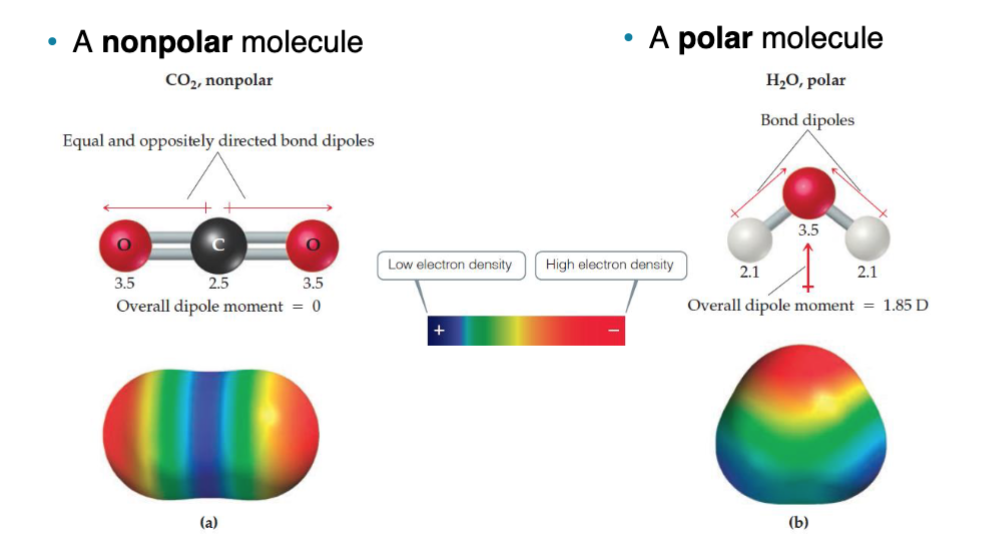 • A nonpolar molecule
CO₂, nonpolar
Equal and oppositely directed bond dipoles
O C O
3.5 2.5 3.5
Overall dipole moment = 0
(a)
Low electron density
High electron density
+ −
• A polar molecule
H₂O, polar
Bond dipoles
3.5
2.1 2.1
Overall dipole moment = 1.85 D
(b)